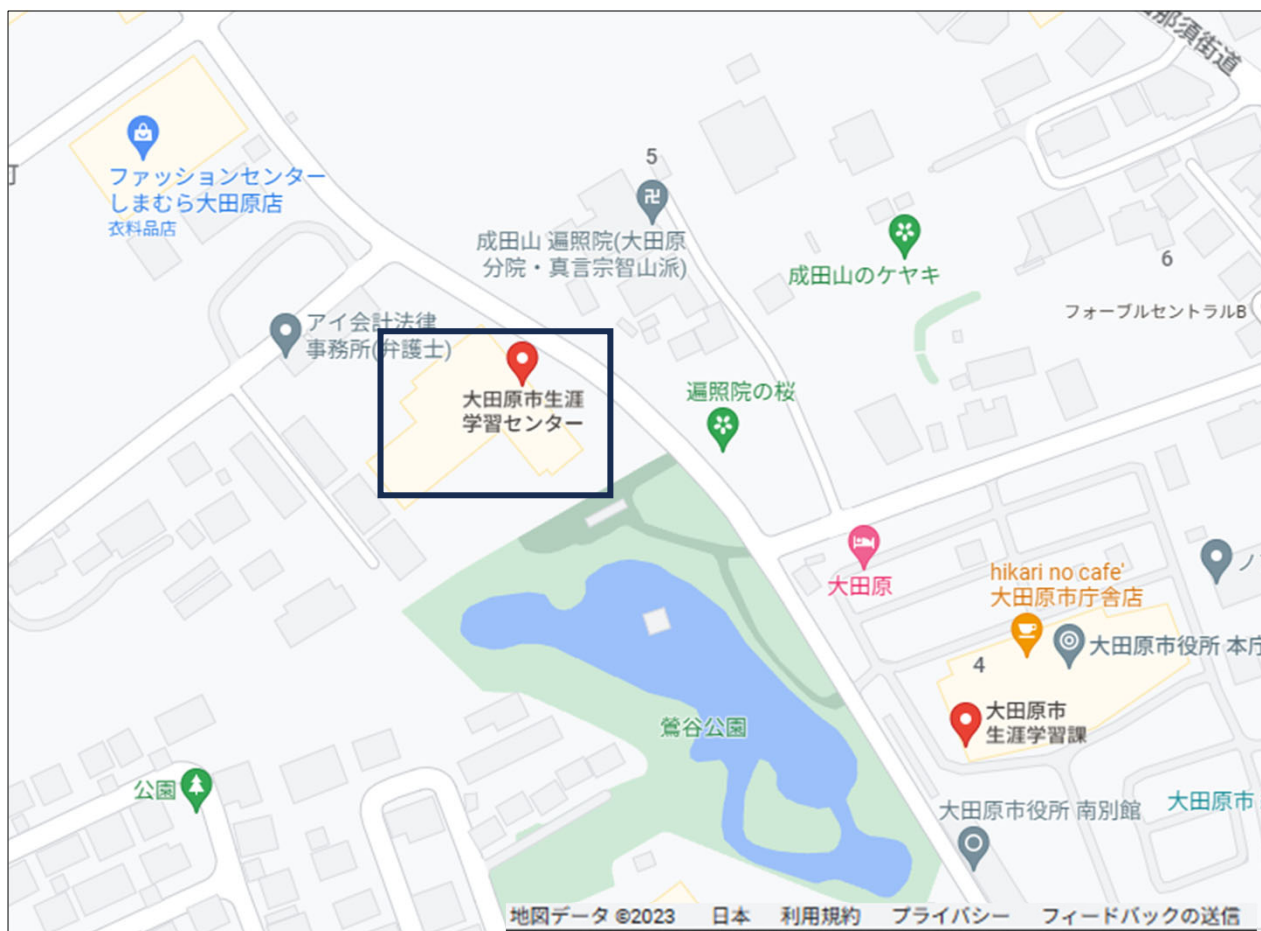 那須街道
町
ファッションセンター
しまむら大田原店
衣料品店
5
成田山 遍照院(大田原
分院・真言宗智山派)
成田山のケヤキ
6
フォーブルセントラルB
アイ会計法律
事務所(弁護士)
大田原市生涯
学習センター
遍照院の桜
大田原
hikari no cafe'
大田原市庁舎店
ノ
大田原市役所 本庁
4
大田原市
生涯学習課
鶯谷公園
公園
大田原市役所 南別館
大田原市
地図データ ©2023 日本 利用規約 プライバシー フィードバックの送信